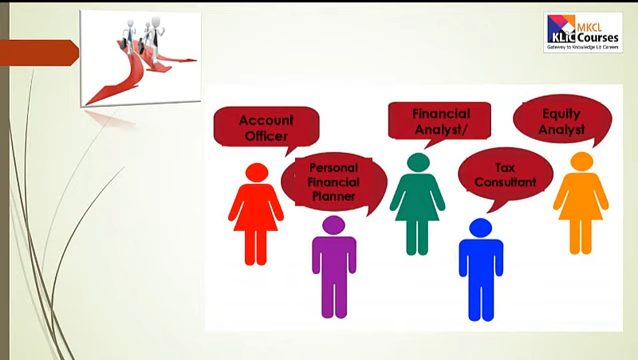 MKCL
KLiC Courses
Gateway to Knowledge Lit Careers
Account
Officer
Personal
Financial
Planner
Financial
Analyst/
Tax
Consultant
Equity
Analyst